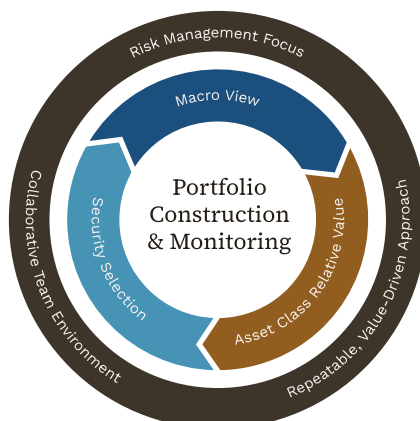 Risk Management Focus
Macro View
Portfolio
Construction
& Monitoring
Security Selection
Asset Class Relative Value
Collaborative Team Environment
Repeatable, Value-Driven Approach